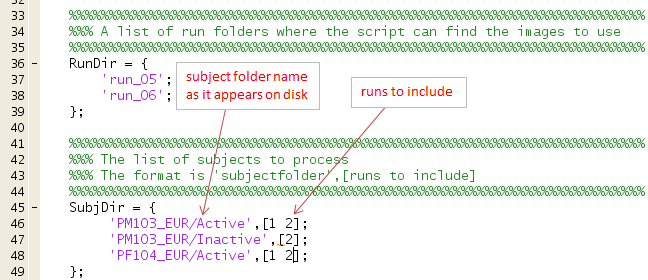 32
33 %%%%%%%%%%%%%%%%%%%%%%%%%%%%%%%%%%%%%%%%%%%%%%%%%%%%%%%%%%%%%%%%%%%%%%%%
34 %%% A list of run folders where the script can find the images to use
35 %%%%%%%%%%%%%%%%%%%%%%%%%%%%%%%%%%%%%%%%%%%%%%%%%%%%%%%%%%%%%%%%%%%%%%%%
36 - RunDir = {
37 'run_05';
38 'run_06';
39 };
subject folder name
as it appears on disk
runs to include
40
41 %%%%%%%%%%%%%%%%%%%%%%%%%%%%%%%%%%%%%%%%%%%%%%%%%%%%%%%%%%%%%%%%%%%%%%%%
42 %%% The list of subjects to process
43 %%% The format is 'subjectfolder',[runs to include]
44 %%%%%%%%%%%%%%%%%%%%%%%%%%%%%%%%%%%%%%%%%%%%%%%%%%%%%%%%%%%%%%%%%%%%%%%%
45 - SubjDir = {
46 'PM103_EUR/Active',[1 2];
47 'PM103_EUR/Inactive',[2];
48 'PF104_EUR/Active',[1 2];
49 };